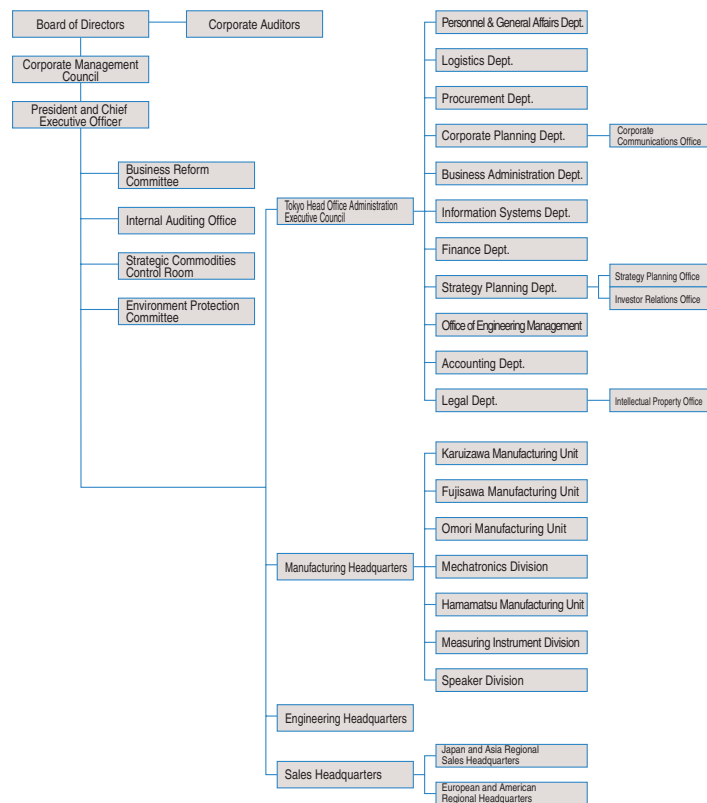 Board of Directors
Corporate Auditors
Corporate Management
Council
President and Chief
Executive Officer
Business Reform
Committee
Internal Auditing Office
Strategic Commodities
Control Room
Environment Protection
Committee
Tokyo Head Office Administration
Executive Council
Personnel & General Affairs Dept.
Logistics Dept.
Procurement Dept.
Corporate Planning Dept.
Corporate
Communications Office
Business Administration Dept.
Information Systems Dept.
Finance Dept.
Strategy Planning Dept.
Strategy Planning Office
Investor Relations Office
Office of Engineering Management
Accounting Dept.
Legal Dept.
Intellectual Property Office
Manufacturing Headquarters
Karuizawa Manufacturing Unit
Fujisawa Manufacturing Unit
Omori Manufacturing Unit
Mechatronics Division
Hamamatsu Manufacturing Unit
Measuring Instrument Division
Speaker Division
Engineering Headquarters
Sales Headquarters
Japan and Asia Regional
Sales Headquarters
European and American
Regional Headquarters